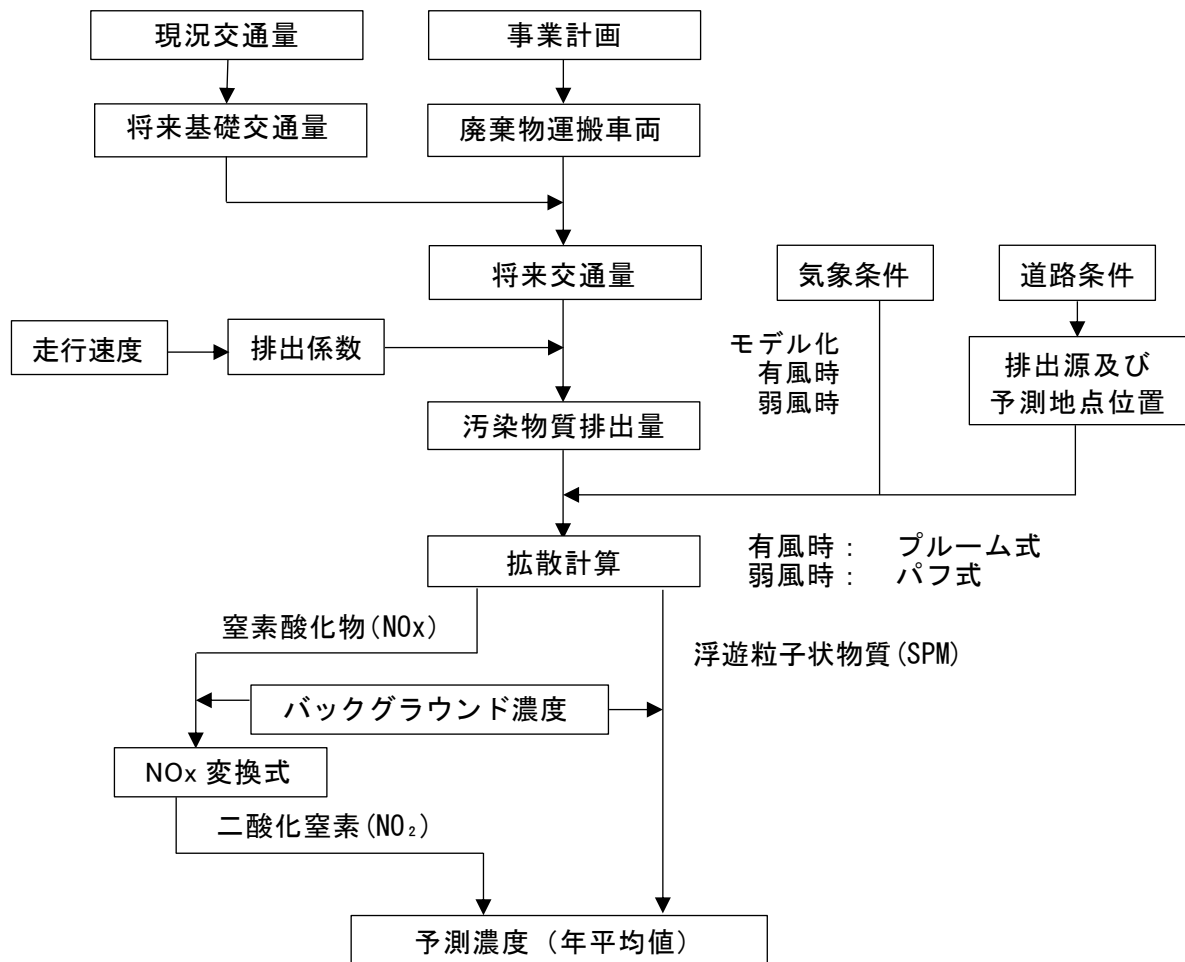 現況交通量
事業計画
将来基礎交通量
廃棄物運搬車両
将来交通量
気象条件
道路条件
走行速度
排出係数
モデル化
有風時
弱風時
排出源及び
予測地点位置
汚染物質排出量
拡散計算
有風時： プルーム式
弱風時： パフ式
窒素酸化物(NOx)
浮遊粒子状物質(SPM)
バックグラウンド濃度
NOx 変換式
二酸化窒素(NO₂)
予測濃度（年平均値）